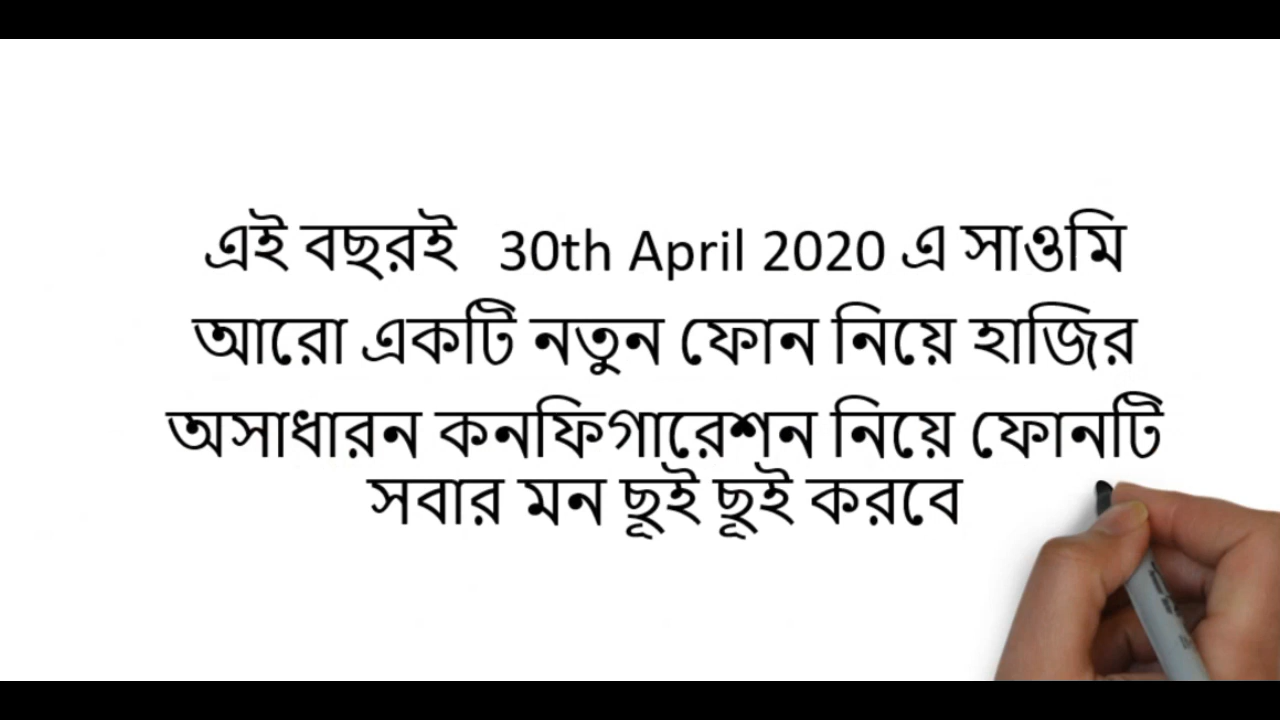 এই বছরই 30th April 2020 এ সাওমি
আরো একটি নতুন ফোন নিয়ে হাজির
অসাধারন কনফিগারেশন নিয়ে ফোনটি
সবার মন ছূই ছূই করবে